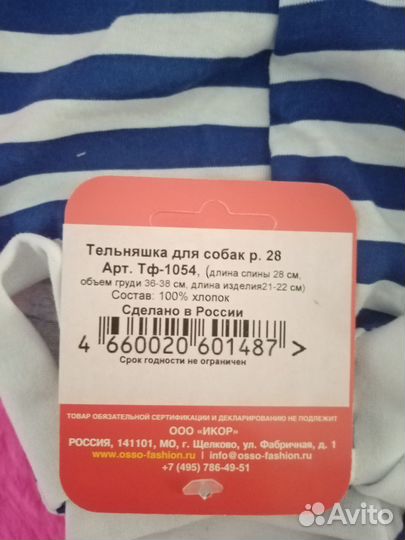 Тельняшка для собак р. 28
Арт. Тф-1054, (длина спины 28 см,
объем груди 36-38 см, длина изделия21-22 см)
Состав: 100% хлопок
Сделано в России
4 660020 601487 >
Срок годности не ограничен
ТОВАР ОБЯЗАТЕЛЬНОЙ СЕРТИФИКАЦИИ И ДЕКЛАРИРОВАНИЮ НЕ ПОДЛЕЖИТ
ООО «ИКОР»
РОССИЯ, 141101, МО, г. Щелково, ул. Фабричная, д. 1
www.osso-fashion.ru, info@osso-fashion.ru
+7 (495) 786-49-51
Avito